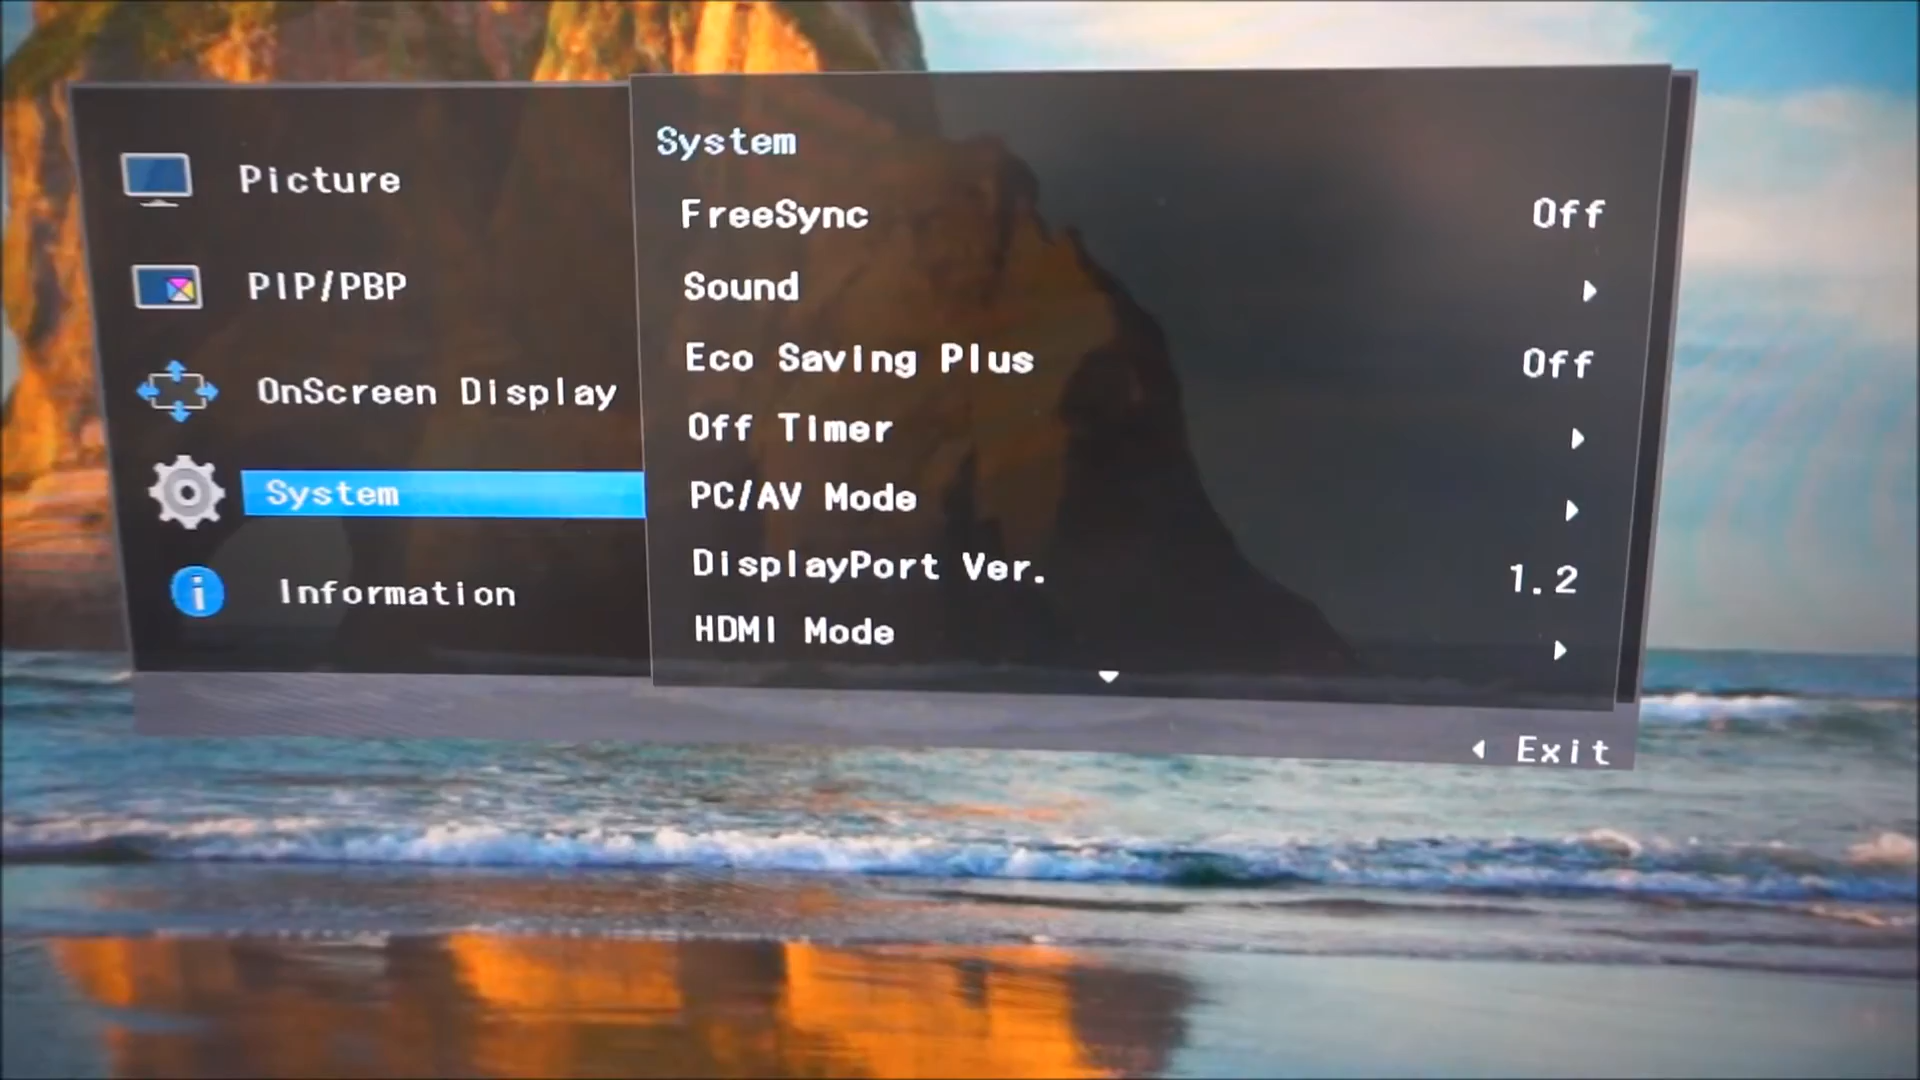 Picture
PIP/PBP
OnScreen Display
System
Information
System
FreeSync Off
Sound
Eco Saving Plus Off
Off Timer
PC/AV Mode
DisplayPort Ver. 1.2
HDMI Mode
Exit